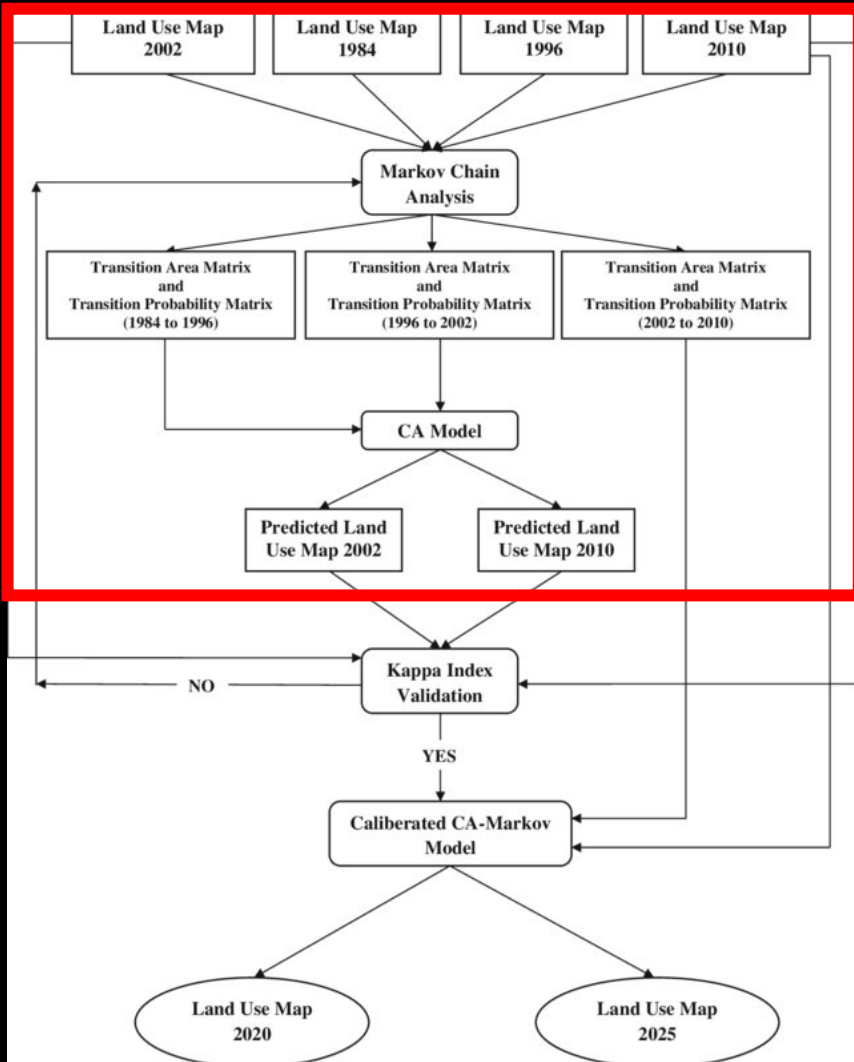 Land Use Map
2002
Land Use Map
1984
Land Use Map
1996
Land Use Map
2010
Markov Chain
Analysis
Transition Area Matrix
and
Transition Probability Matrix
(1984 to 1996)
Transition Area Matrix
and
Transition Probability Matrix
(1996 to 2002)
Transition Area Matrix
and
Transition Probability Matrix
(2002 to 2010)
CA Model
Predicted Land
Use Map 2002
Predicted Land
Use Map 2010
Kappa Index
Validation
NO
YES
Caliberated CA-Markov
Model
Land Use Map
2020
Land Use Map
2025